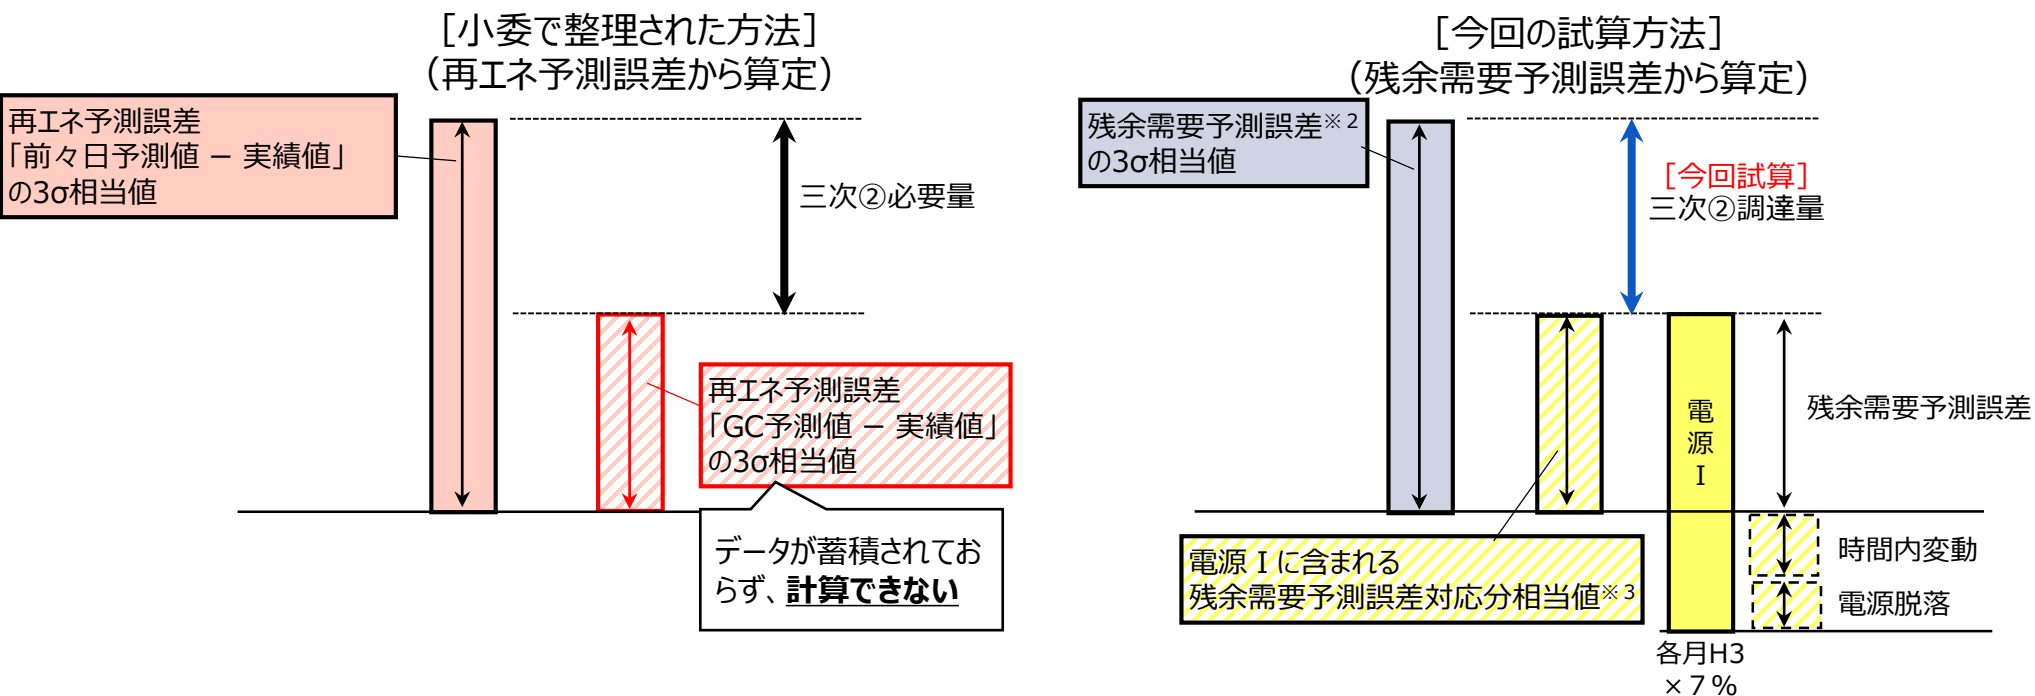 ［小委で整理された方法］
（再エネ予測誤差から算定）
再エネ予測誤差
「前々日予測値 － 実績値」
の3σ相当値
三次②必要量
再エネ予測誤差
「GC予測値 － 実績値」
の3σ相当値
データが蓄積されてお
らず、計算できない
［今回の試算方法］
（残余需要予測誤差から算定）
残余需要予測誤差※２
の3σ相当値
［今回試算］
三次②調達量
電
源
Ⅰ
残余需要予測誤差
電源Ⅰに含まれる
残余需要予測誤差対応分相当値※３
時間内変動
電源脱落
各月H3
×７％